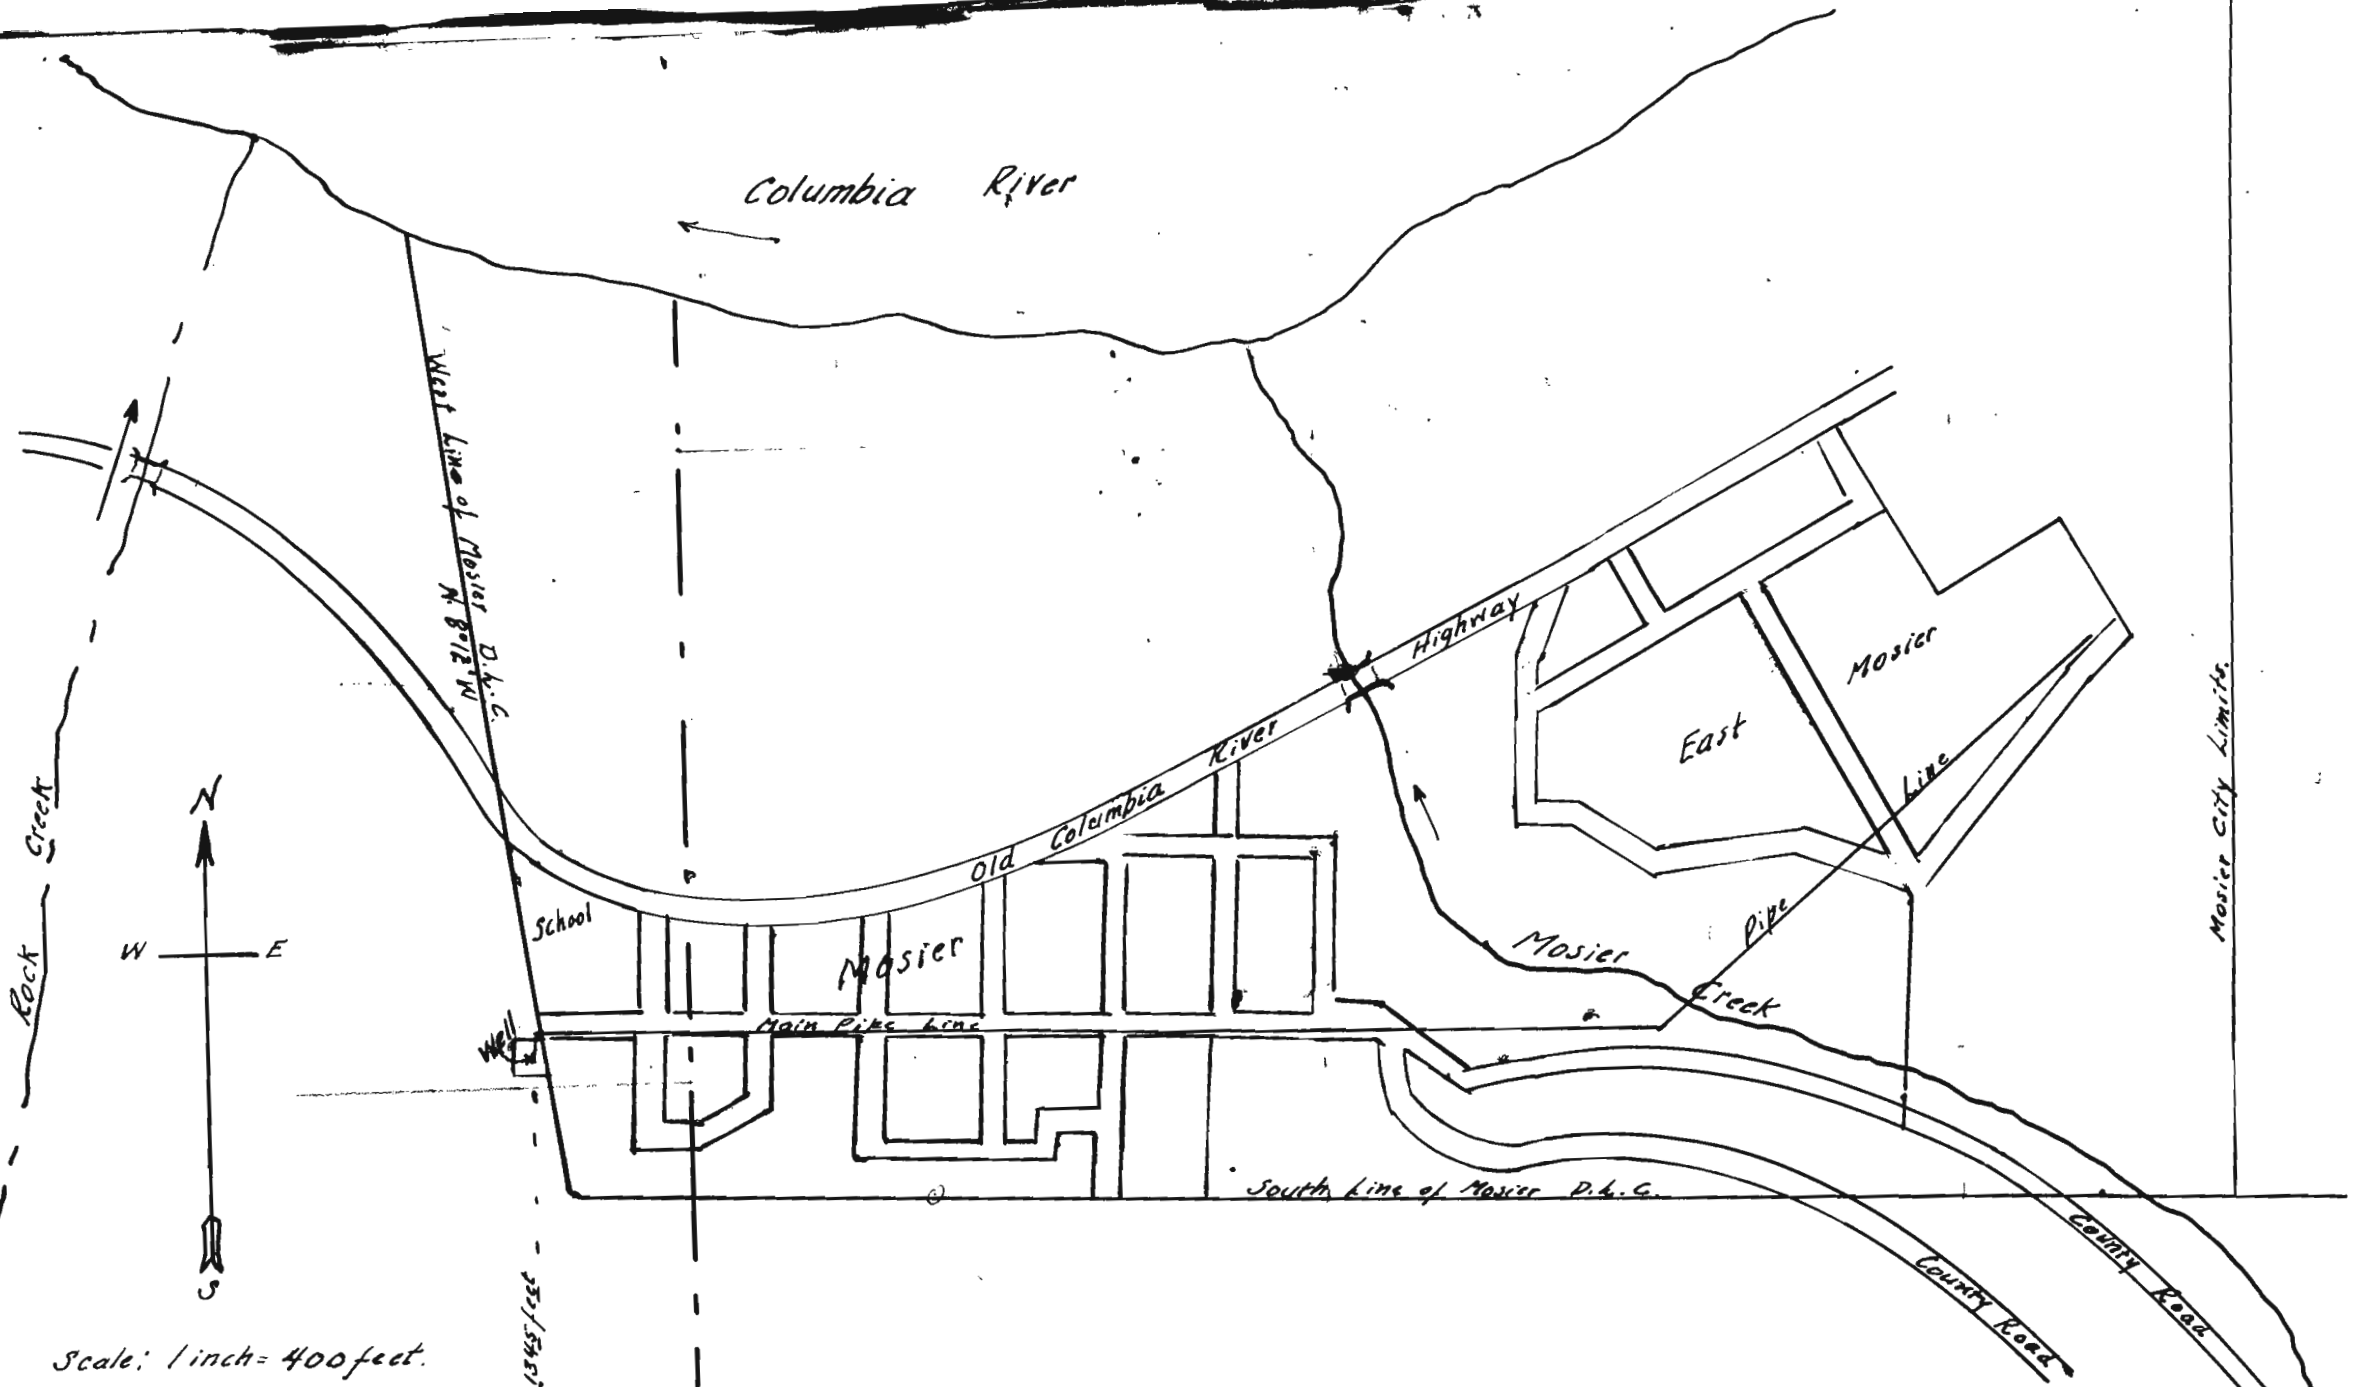 Columbia River
West Line of Mosier D.L.C.
N. 8° 12' W
Highway
Mosier
East
Pipe Line
Mosier City Limits.
River
Columbia
Old
Rock Creek
N
W E
S
School
Mosier
Mosier Creek
Well
Main Pipe Line
South Line of Mosier D.L.C.
County Road
County Road
1345 feet
Scale: 1 inch = 400 feet.